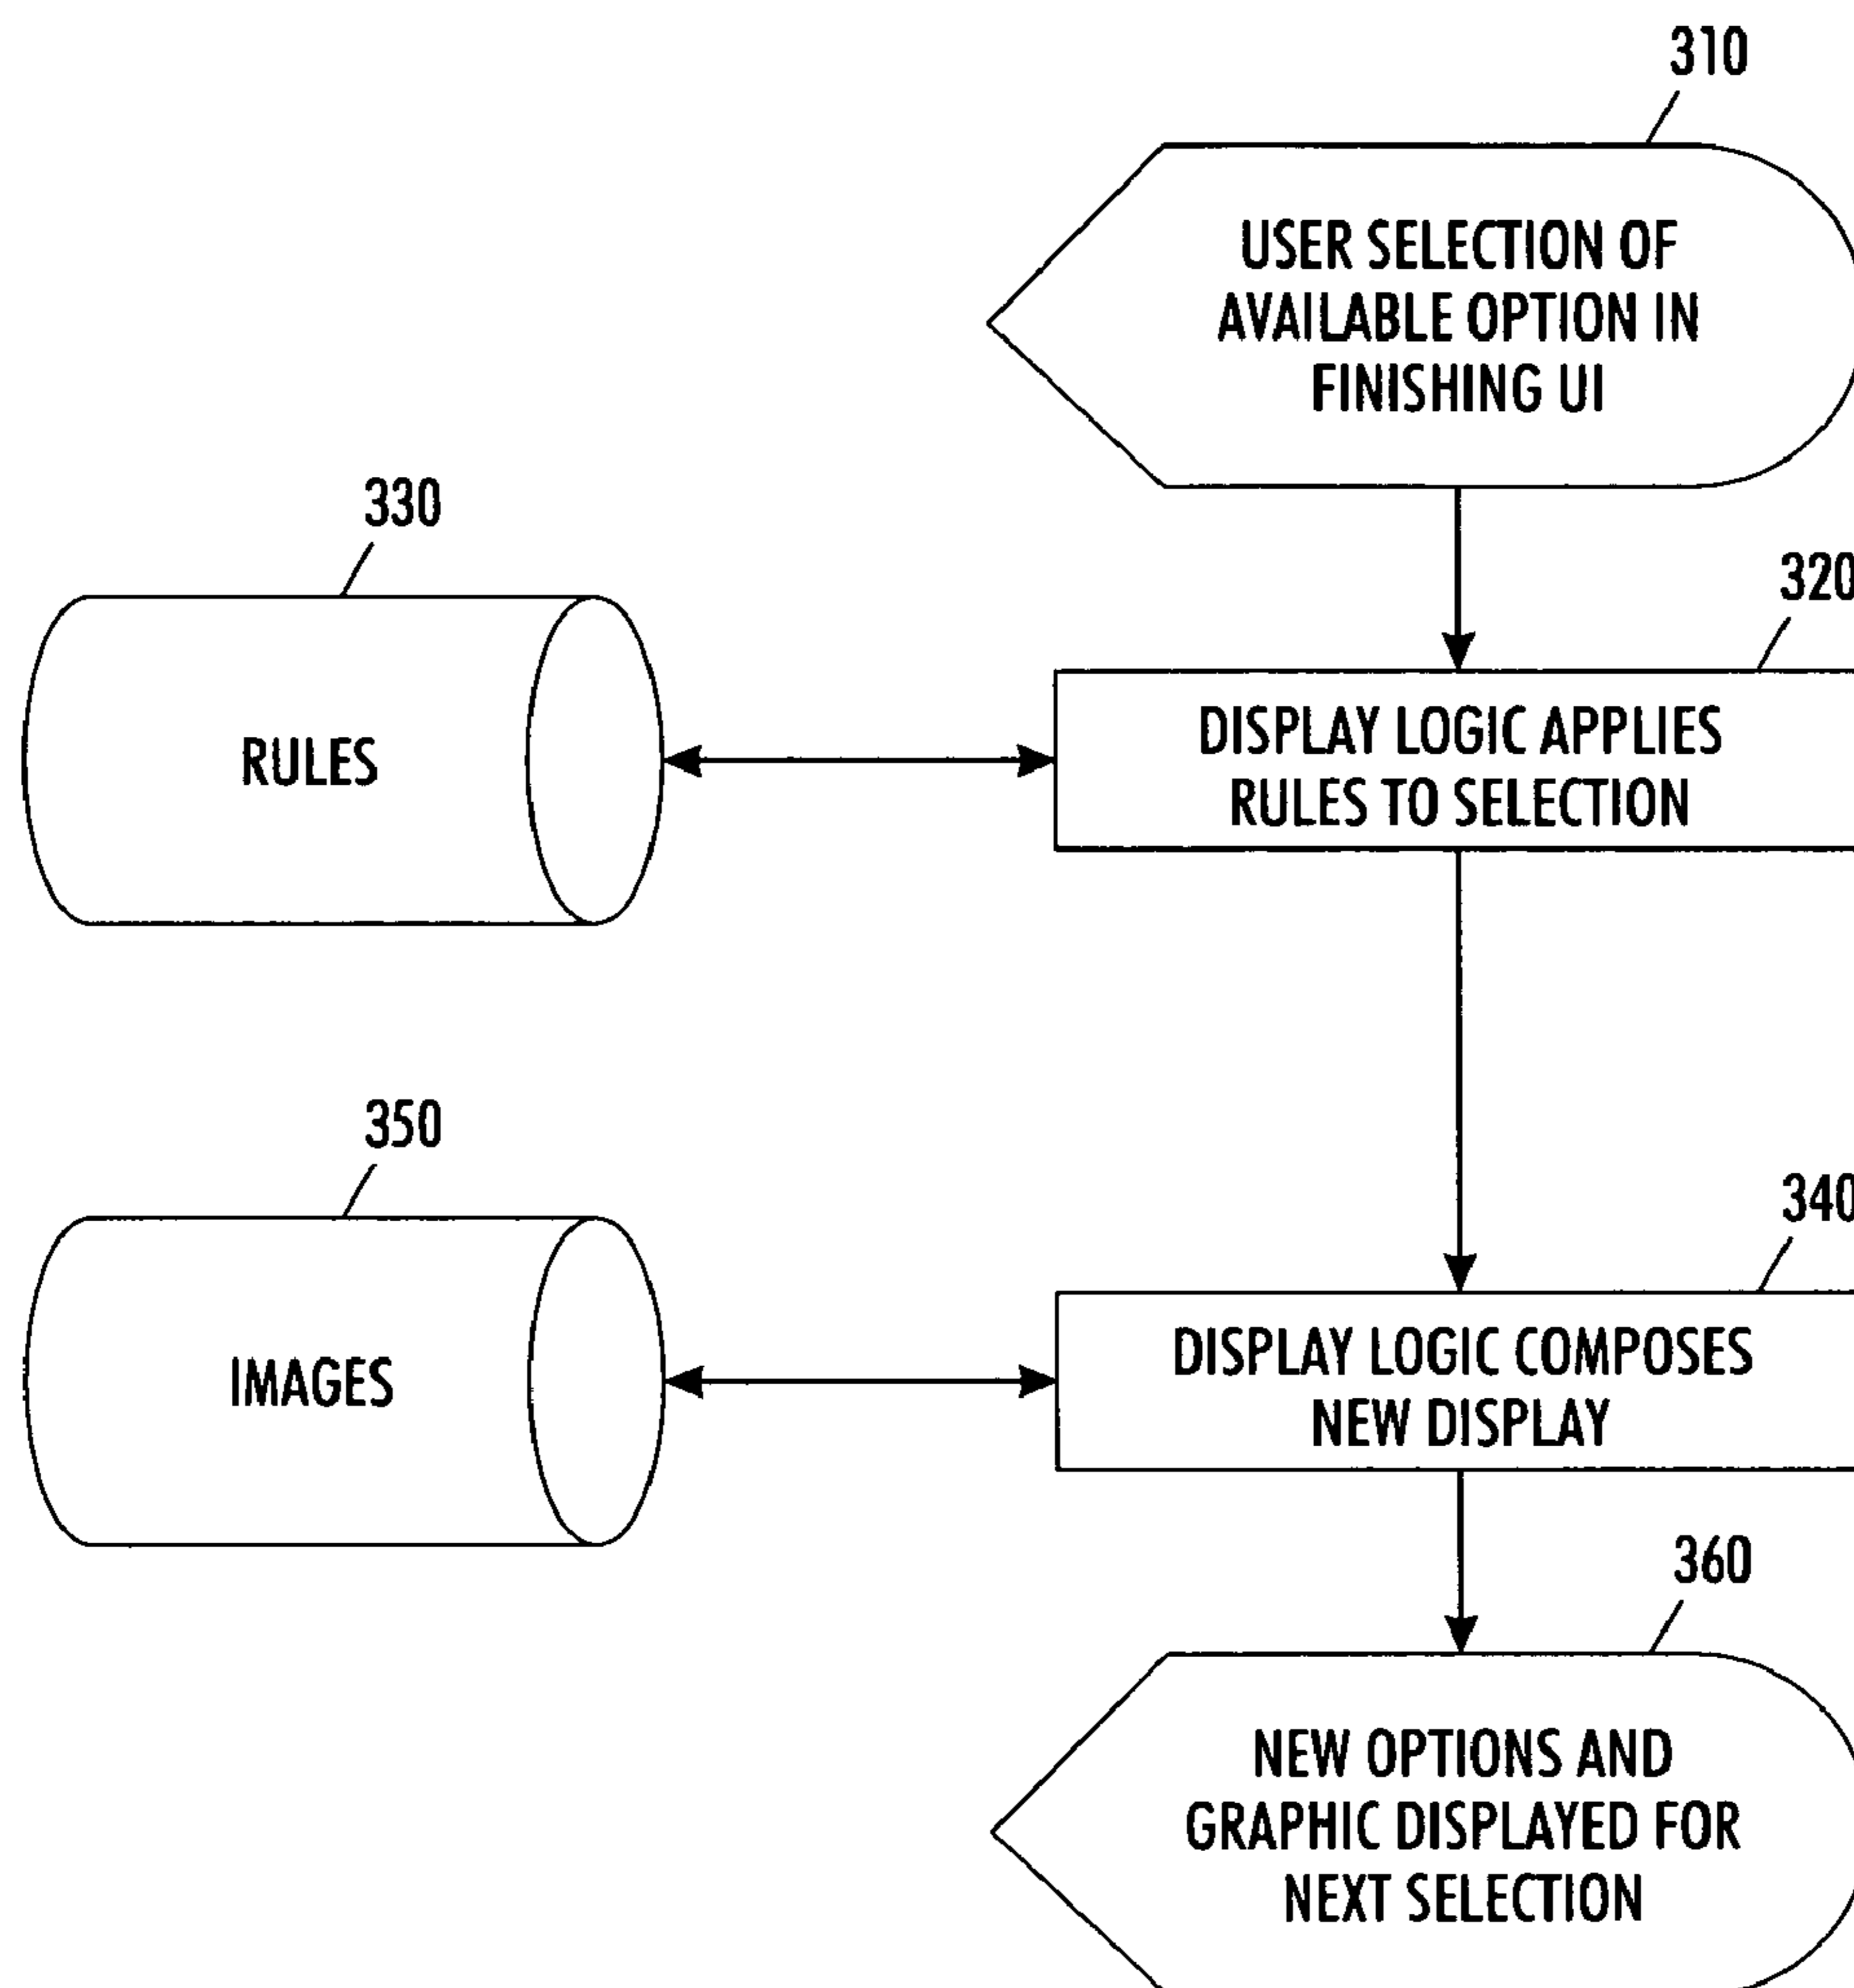 310
USER SELECTION OF
AVAILABLE OPTION IN
FINISHING UI
330
320
RULES
DISPLAY LOGIC APPLIES
RULES TO SELECTION
350
340
IMAGES
DISPLAY LOGIC COMPOSES
NEW DISPLAY
360
NEW OPTIONS AND
GRAPHIC DISPLAYED FOR
NEXT SELECTION